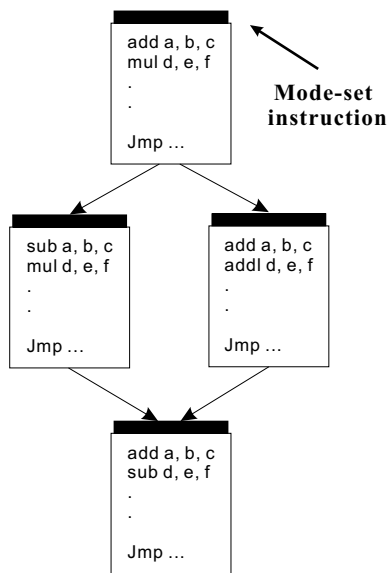 add a, b, c
mul d, e, f
.
.
Jmp ...
Mode-set
instruction
sub a, b, c
mul d, e, f
.
.
Jmp ...
add a, b, c
addl d, e, f
.
.
Jmp ...
add a, b, c
sub d, e, f
.
.
Jmp ...